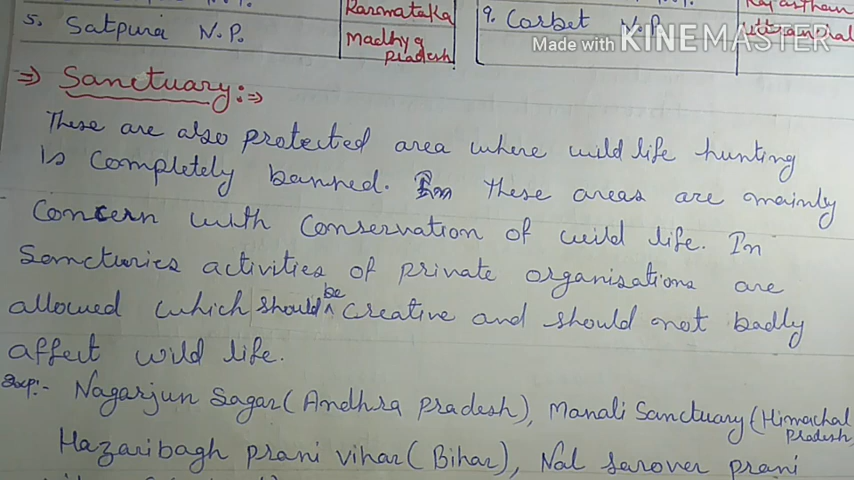 Karnataka
Rajasthan
5. Satpura N.P.
Madhya Pradesh
9. Corbet N.P.
Made with KINEMASTER
⇒ Sanctuary:⇒
These are also protected area where wild life hunting
is completely banned. In these areas are mainly
Concern with conservation of wild life. In
Sancturies activities of private organisations are
allowed which should be creative and should not badly
affect wild life.
Exp:- Nagarjun Sagar (Andhra Pradesh), Manali Sanctuary (Himachal Pradesh
Hazaribagh prani vihar (Bihar), Nal sarover prani